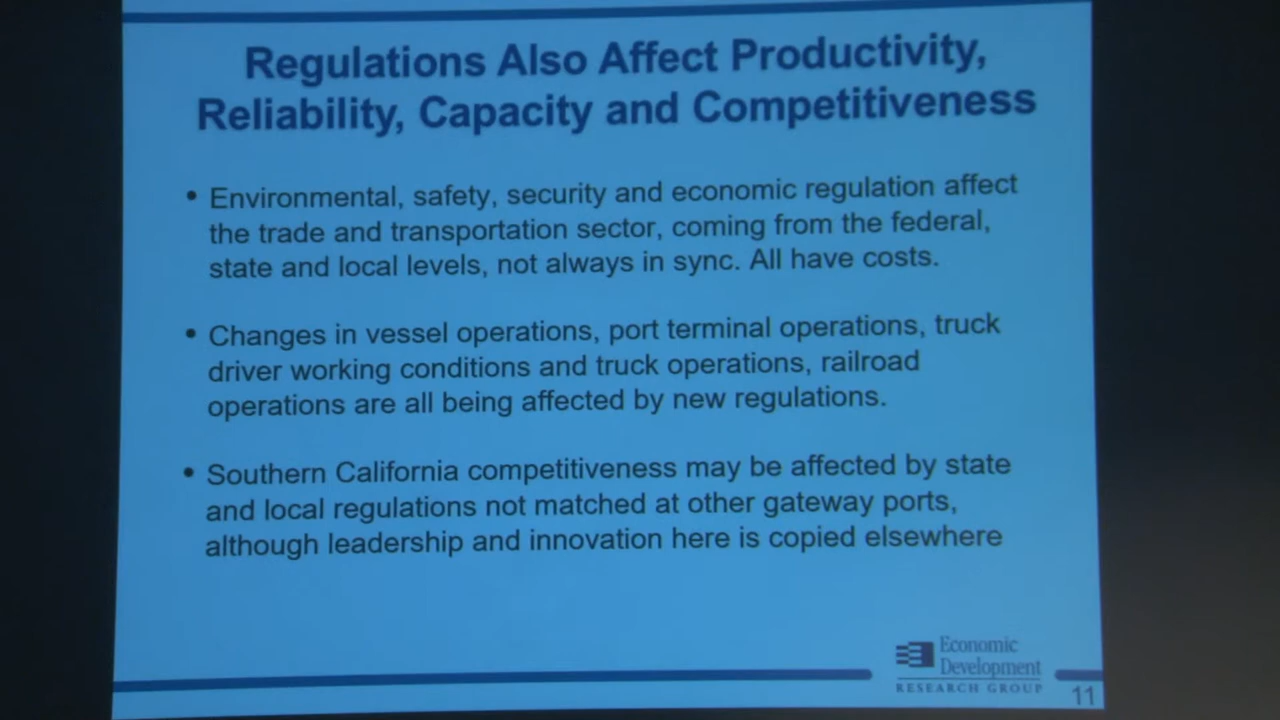 Regulations Also Affect Productivity,
Reliability, Capacity and Competitiveness
• Environmental, safety, security and economic regulation affect
the trade and transportation sector, coming from the federal,
state and local levels, not always in sync. All have costs.
• Changes in vessel operations, port terminal operations, truck
driver working conditions and truck operations, railroad
operations are all being affected by new regulations.
• Southern California competitiveness may be affected by state
and local regulations not matched at other gateway ports,
although leadership and innovation here is copied elsewhere
Economic
Development
RESEARCH GROUP
11